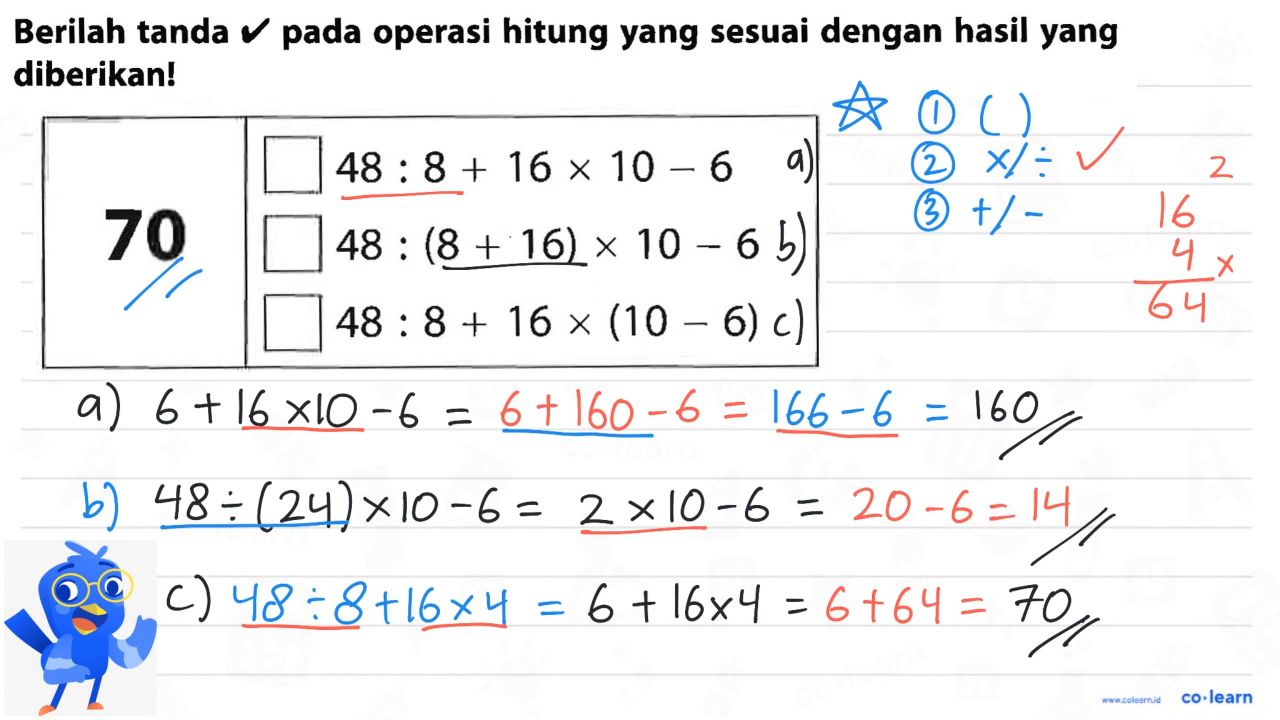 Berilah tanda ✔ pada operasi hitung yang sesuai dengan hasil yang
diberikan!
70
48 : 8 + 16 × 10 − 6 a)
48 : (8 + 16) × 10 − 6 b)
48 : 8 + 16 × (10 − 6) c)
① ( )
② ×/÷ ✓
③ +/−
2
16
4 ×
64
a) 6 + 16 × 10 − 6 = 6 + 160 − 6 = 166 − 6 = 160
b) 48 ÷ (24) × 10 − 6 = 2 × 10 − 6 = 20 − 6 = 14
c) 48 ÷ 8 + 16 × 4 = 6 + 16 × 4 = 6 + 64 = 70
www.colearn.id co·learn